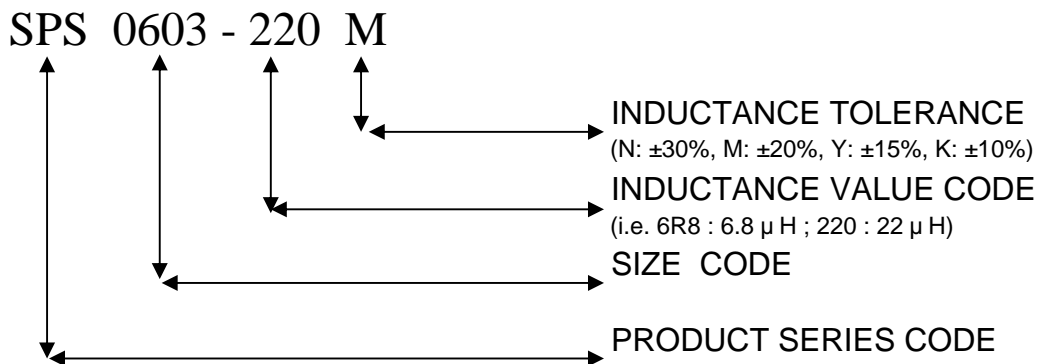 SPS 0603 - 220 M
INDUCTANCE TOLERANCE
(N: ±30%, M: ±20%, Y: ±15%, K: ±10%)
INDUCTANCE VALUE CODE
(i.e. 6R8 : 6.8 μ H ; 220 : 22 μ H)
SIZE CODE
PRODUCT SERIES CODE